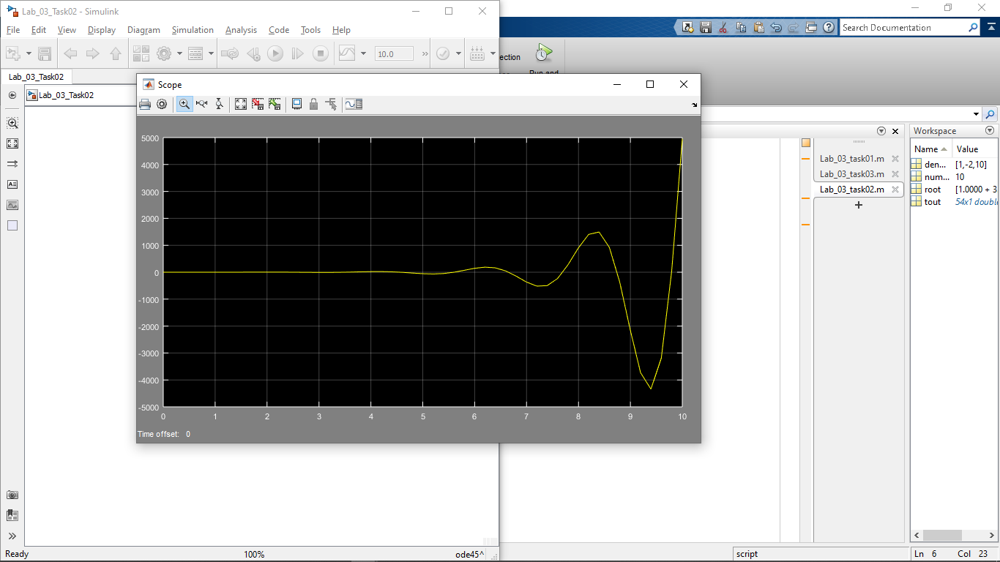 Lab_03_Task02 - Simulink
File Edit View Display Diagram Simulation Analysis Code Tools Help
Search Documentation
10.0
»
ection
Run and
Lab_03_Task02
Lab_03_Task02
Scope
Workspace
Name Value
Lab_03_task01.m
Lab_03_task03.m
Lab_03_task02.m
+
den... [1,-2,10]
num... 10
root [1.0000 + 3
tout 54x1 double
5000
4000
3000
2000
1000
0
-1000
-2000
-3000
-4000
-5000
0 1 2 3 4 5 6 7 8 9 10
Time offset: 0
Ready 100% ode45^
script
Ln 6 Col 23